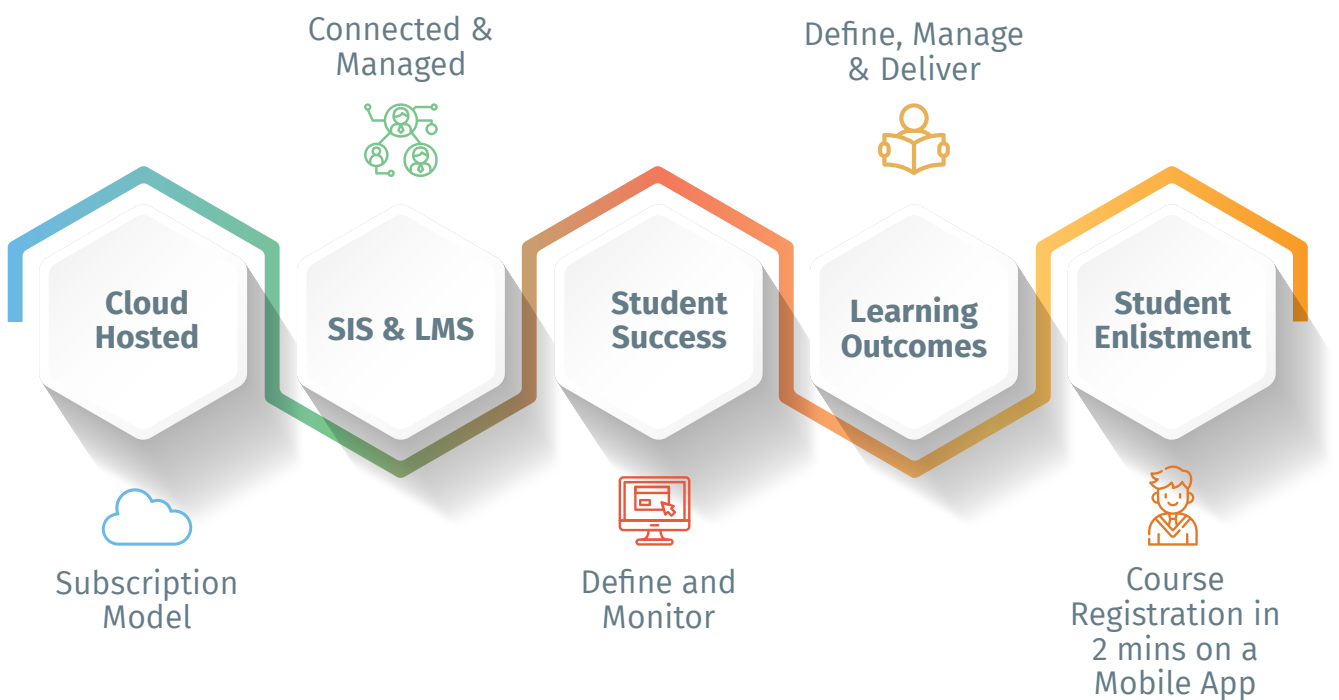 Connected &
Managed
Define, Manage
& Deliver
Cloud
Hosted
SIS & LMS
Student
Success
Learning
Outcomes
Student
Enlistment
Subscription
Model
Define and
Monitor
Course
Registration in
2 mins on a
Mobile App